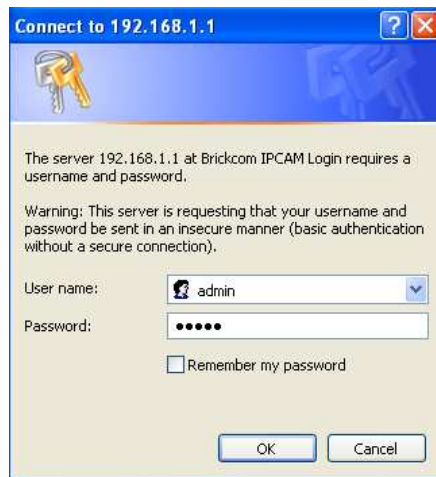 Connect to 192.168.1.1
The server 192.168.1.1 at Brickcom IPCAM Login requires a
username and password.
Warning: This server is requesting that your username and
password be sent in an insecure manner (basic authentication
without a secure connection).
User name:
admin
Password:
●●●●●
Remember my password
OK
Cancel